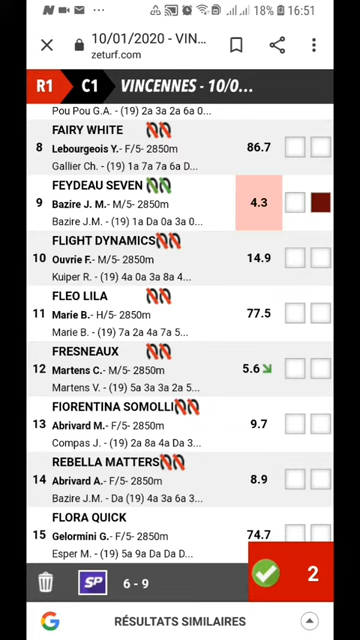 18% 16:51
10/01/2020 - VIN...
zeturf.com
R1 C1 VINCENNES - 10/0...
Pou Pou G.A. - (19) 2a 3a 2a 6a 0...
FAIRY WHITE
8 Lebourgeois Y.- F/5- 2850m 86.7
Gallier Ch. - (19) 1a 7a 7a 6a D...
FEYDEAU SEVEN
9 Bazire J. M.- M/5- 2850m 4.3
Bazire J.M. - (19) 1a Da 0a 3a 0...
FLIGHT DYNAMICS
10 Ouvrie F.- M/5- 2850m 14.9
Kuiper R. - (19) 4a 0a 3a 8a 4...
FLEO LILA
11 Marie B.- H/5- 2850m 77.5
Marie B. - (19) 7a 2a 4a 7a 5...
FRESNEAUX
12 Martens C.- M/5- 2850m 5.6
Martens V. - (19) 5a 3a 3a 2a 5...
FIORENTINA SOMOLLI
13 Abrivard M.- F/5- 2850m 9.7
Compas J. - (19) 2a 8a 4a Da 3...
REBELLA MATTERS
14 Abrivard A.- F/5- 2850m 8.9
Bazire J.M. - Da (19) 4a 3a 6a 3...
FLORA QUICK
15 Gelormini G.- F/5- 2850m 74.7
Esper M. - (19) 5a 9a Da Da D...
SP 6 - 9 2
G RÉSULTATS SIMILAIRES